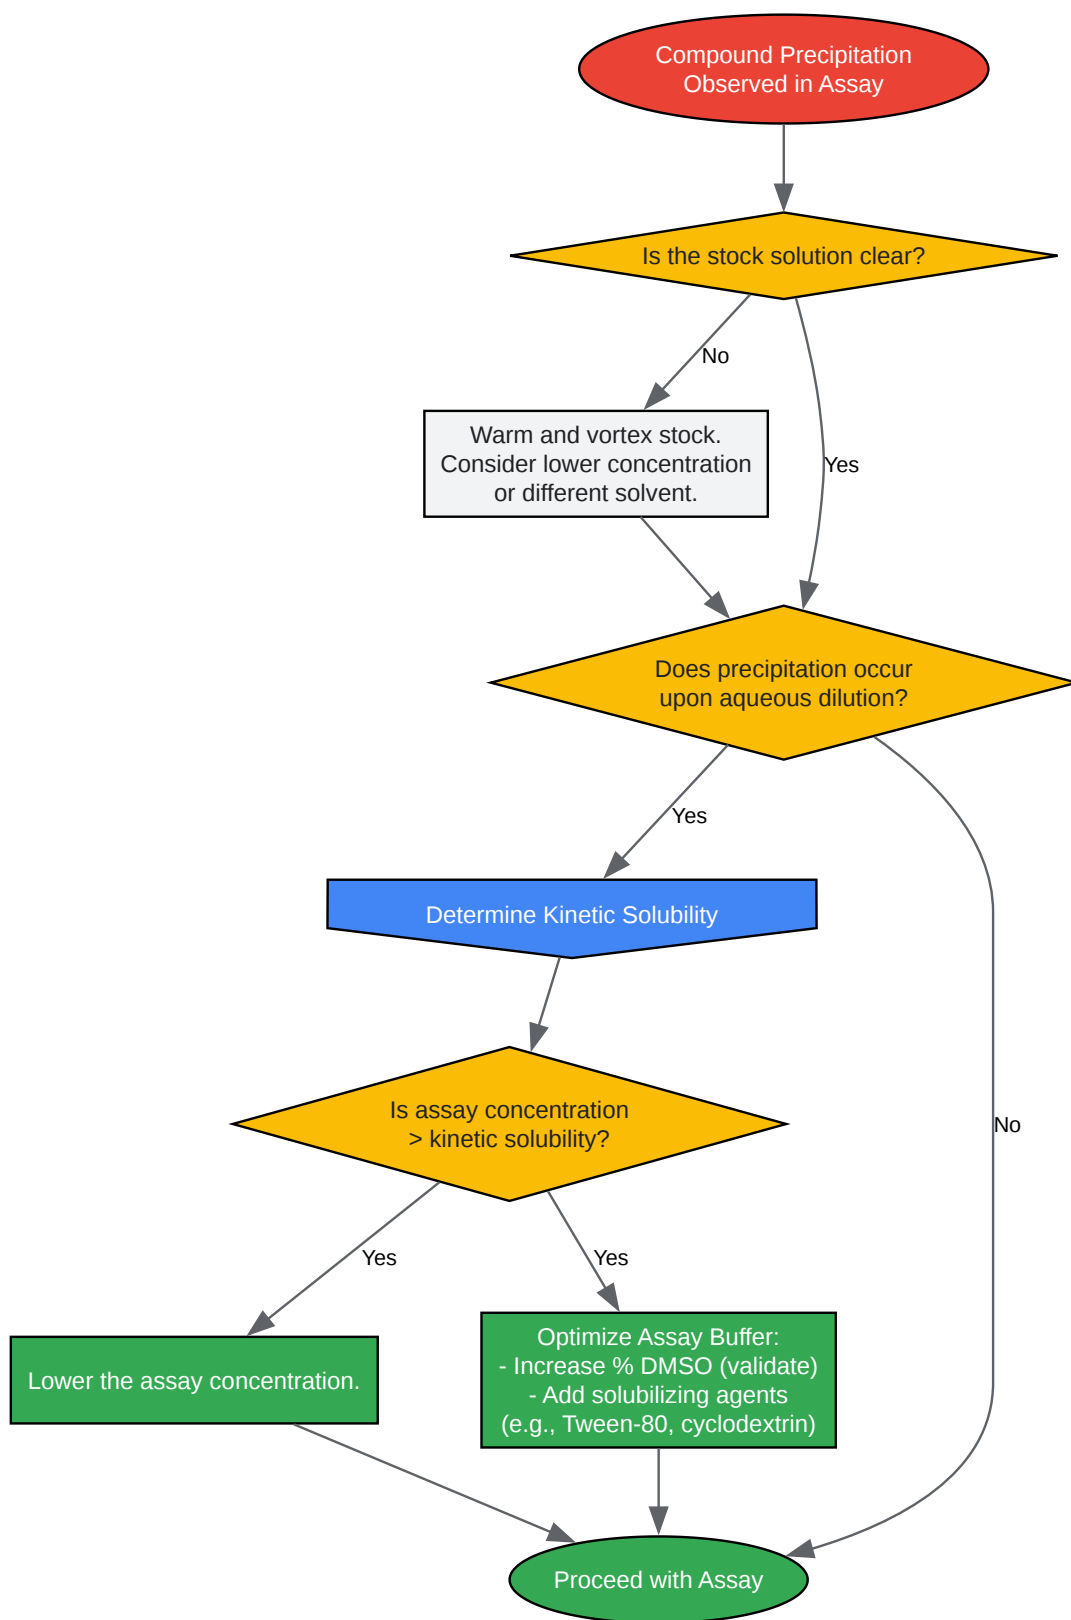 Compound Precipitation
Observed in Assay
Is the stock solution clear?
No
Warm and vortex stock.
Consider lower concentration
or different solvent.
Yes
Does precipitation occur
upon aqueous dilution?
Yes
Determine Kinetic Solubility
Is assay concentration
> kinetic solubility?
No
Yes
Yes
Lower the assay concentration.
Optimize Assay Buffer:
- Increase % DMSO (validate)
- Add solubilizing agents
(e.g., Tween-80, cyclodextrin)
Proceed with Assay